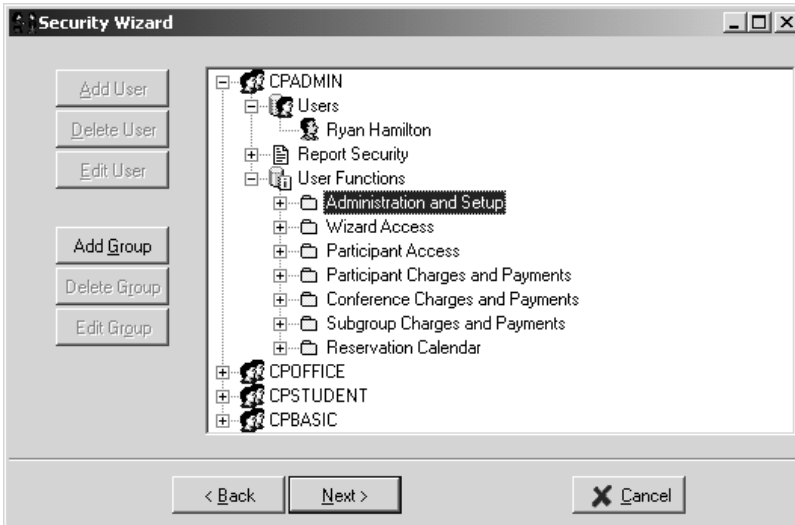 Security Wizard
Add User
Delete User
Edit User
Add Group
Delete Group
Edit Group
CPADMIN
Users
Ryan Hamilton
Report Security
User Functions
Administration and Setup
Wizard Access
Participant Access
Participant Charges and Payments
Conference Charges and Payments
Subgroup Charges and Payments
Reservation Calendar
CPOFFICE
CPSTUDENT
CPBASIC
< Back
Next >
Cancel